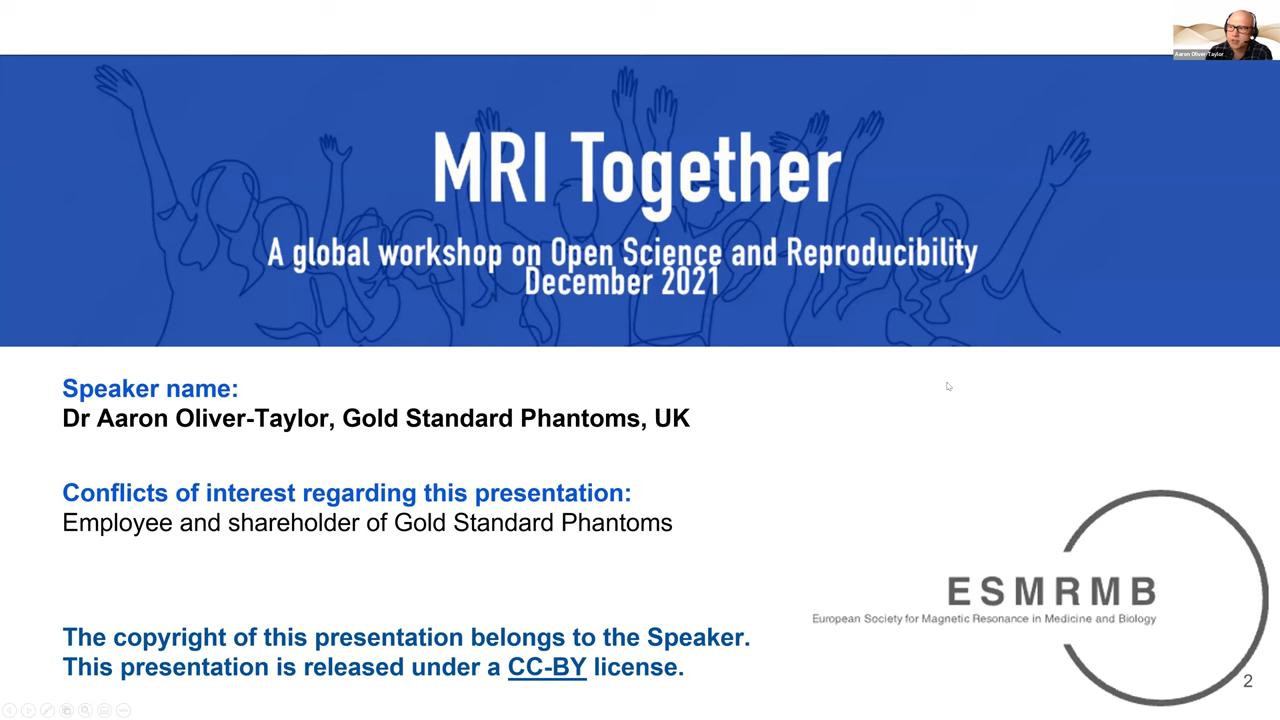 Aaron Oliver-Taylor
MRI Together
A global workshop on Open Science and Reproducibility
December 2021
Speaker name:
Dr Aaron Oliver-Taylor, Gold Standard Phantoms, UK
Conflicts of interest regarding this presentation:
Employee and shareholder of Gold Standard Phantoms
ESMRMB
European Society for Magnetic Resonance in Medicine and Biology
The copyright of this presentation belongs to the Speaker.
This presentation is released under a CC-BY license.
2